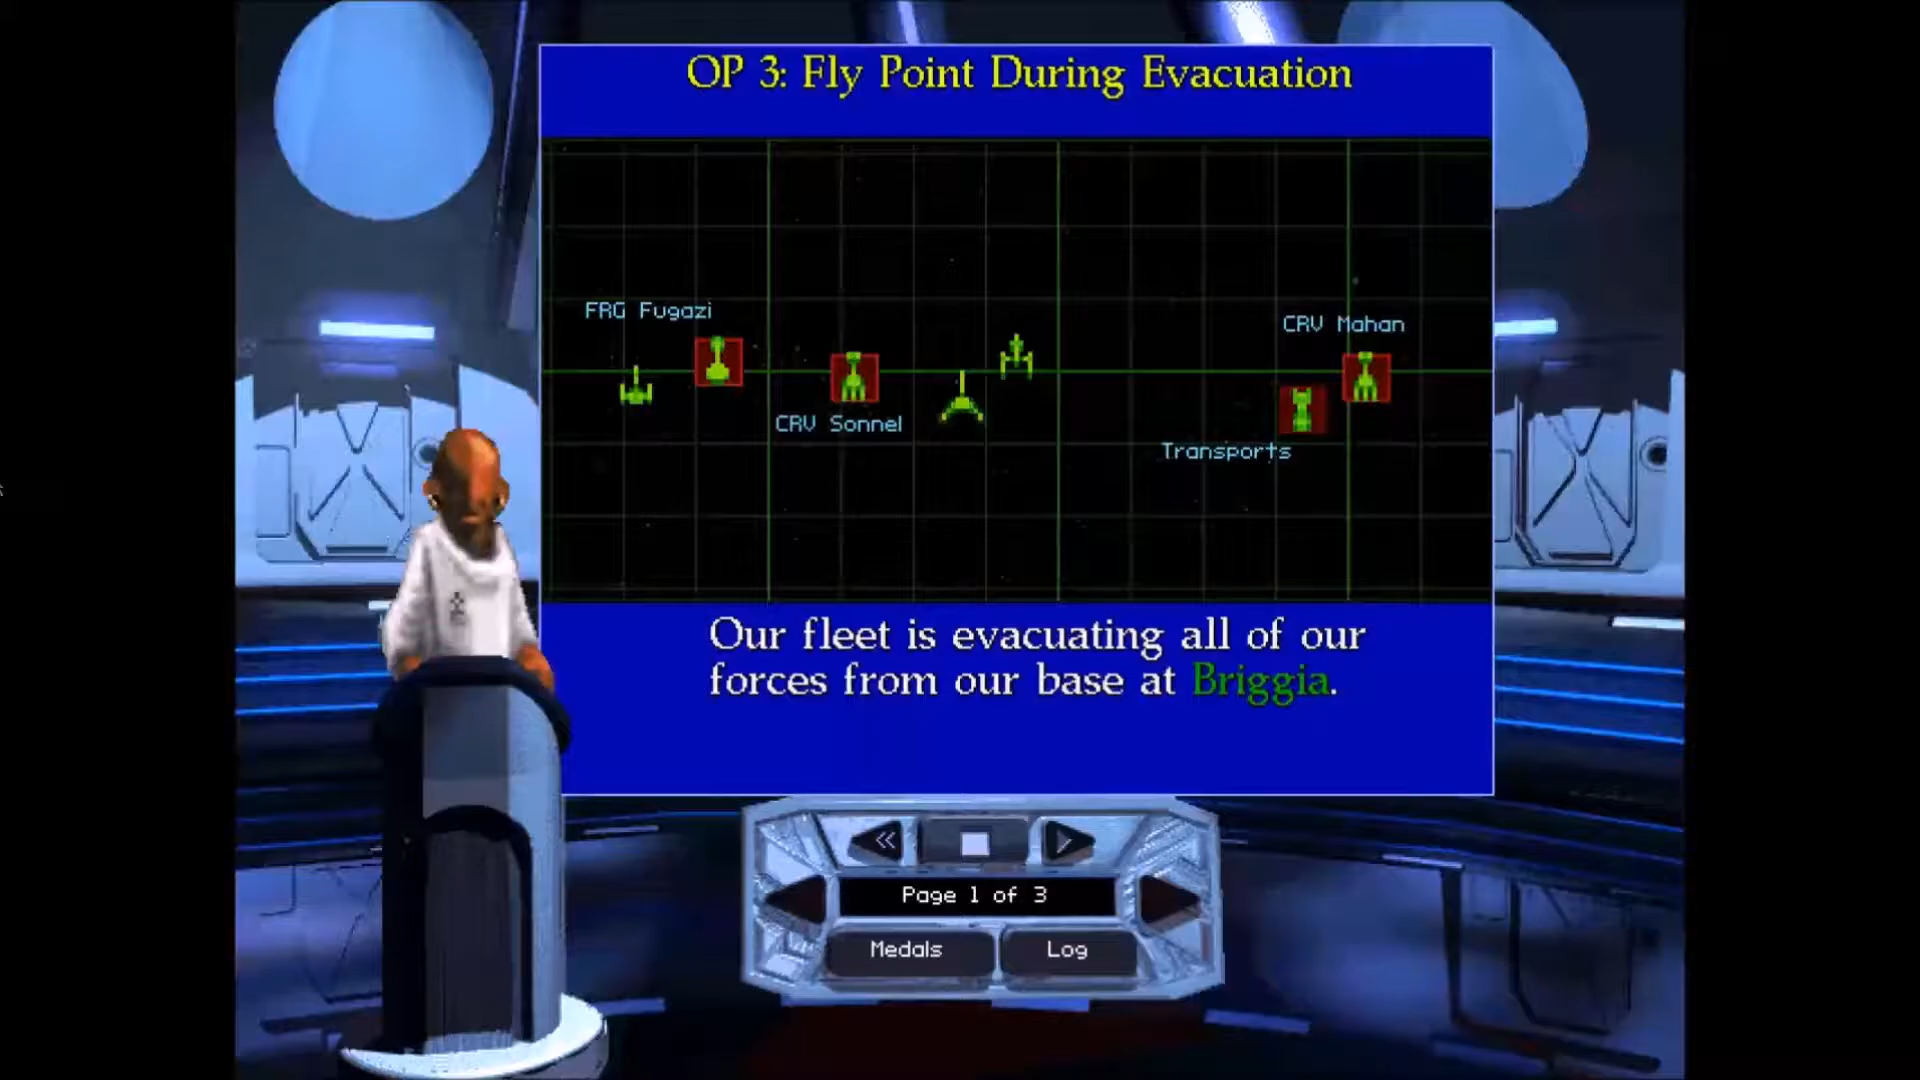 OP 3: Fly Point During Evacuation
FRG Fugazi
CRV Mahan
CRV Sonnel
Transports
Our fleet is evacuating all of our
forces from our base at Briggia.
Page 1 of 3
Medals
Log